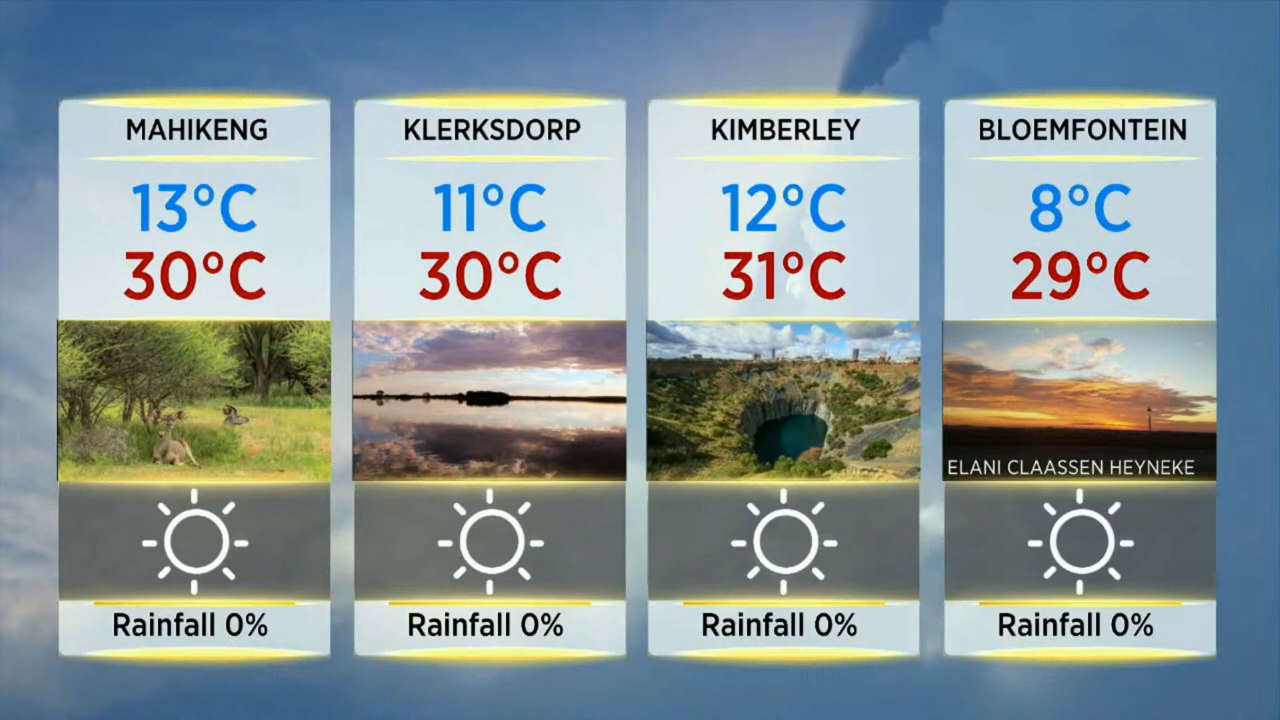 MAHIKENG
13°C
30°C
Rainfall 0%
KLERKSDORP
11°C
30°C
Rainfall 0%
KIMBERLEY
12°C
31°C
Rainfall 0%
BLOEMFONTEIN
8°C
29°C
ELANI CLAASSEN HEYNEKE
Rainfall 0%